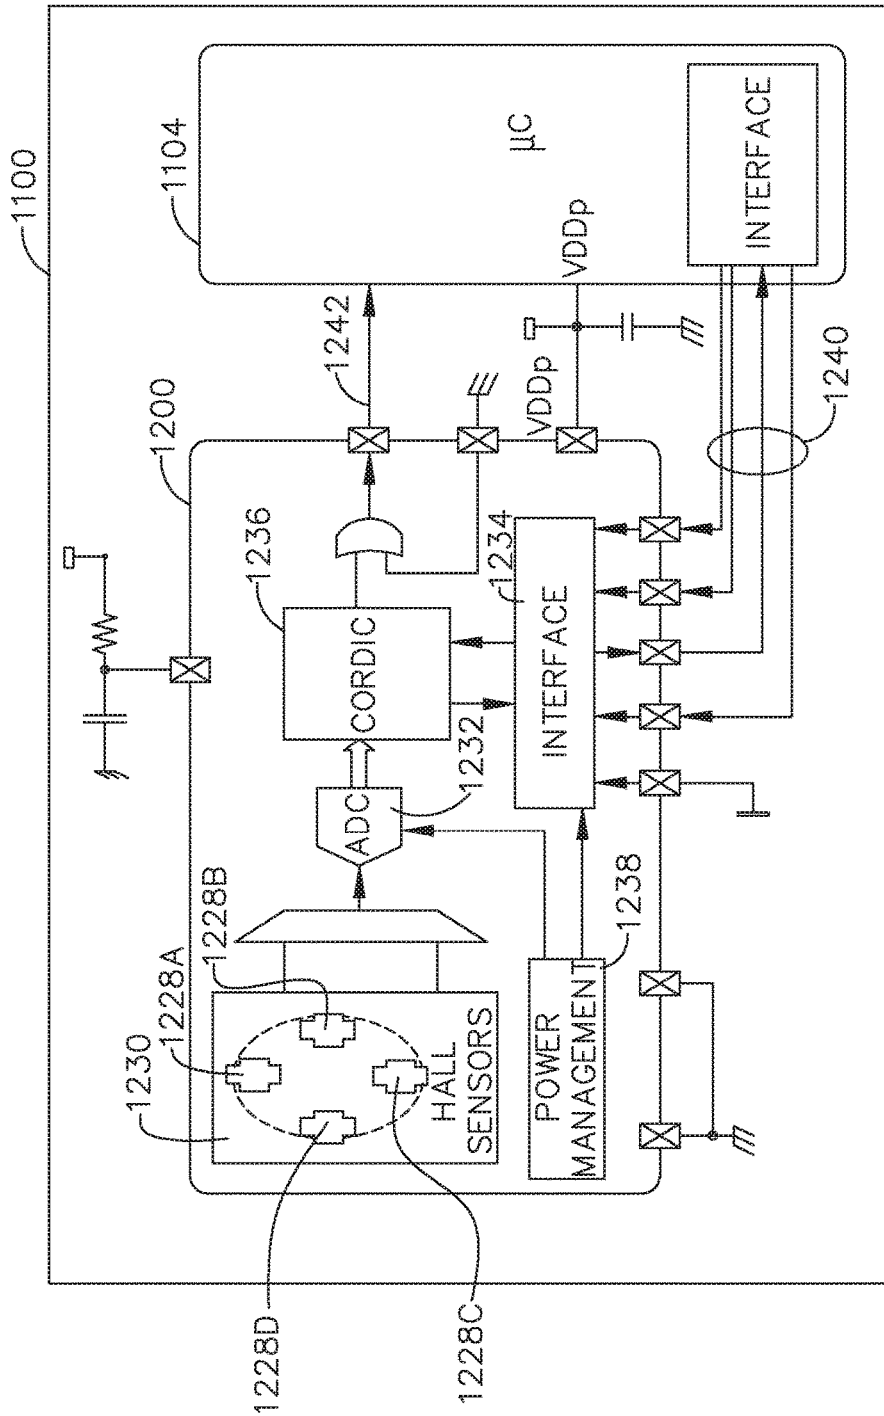 1100
1104
μC
INTERFACE
VDDp
1242
1240
1200
VDDp
1236
1234
CORDIC
INTERFACE
1232
ADC
1228B
1238
1228A
1230
HALL
SENSORS
POWER
MANAGEMENT
1228D
1228C